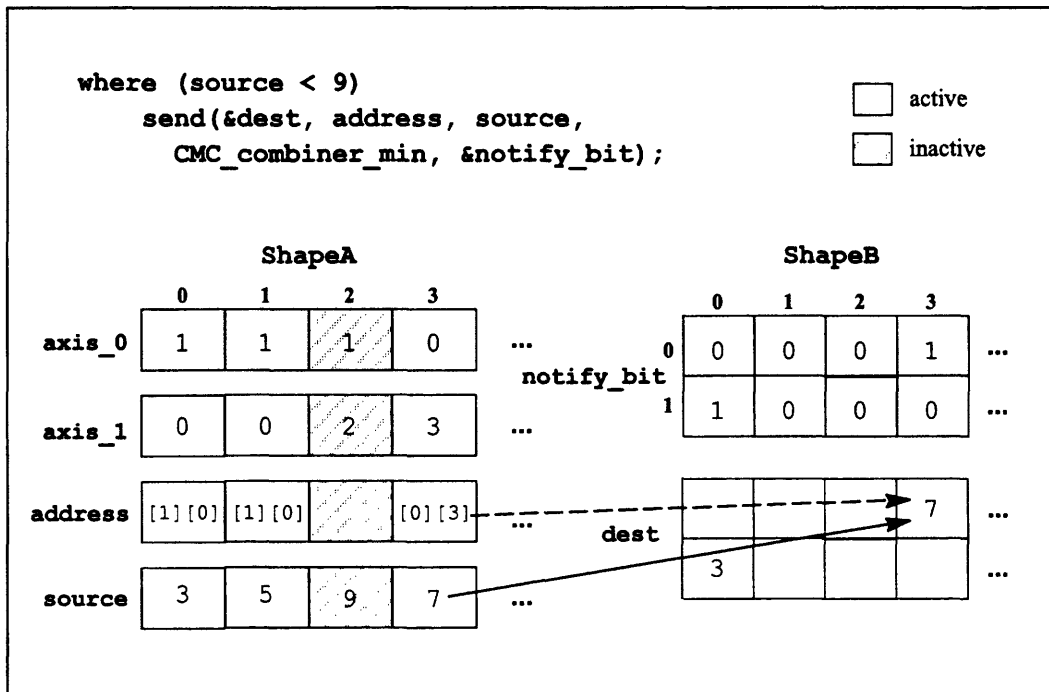 where (source < 9)
send(&dest, address, source,
CMC_combiner_min, &notify_bit);
active
inactive
ShapeA
0 1 2 3
axis_0 1 1 1 0 ...
axis_1 0 0 2 3 ...
address [1][0] [1][0] [0][3] ...
source 3 5 9 7 ...
ShapeB
0 1 2 3
0 0 0 0 1 ...
notify_bit
1 1 0 0 0 ...
7 ...
dest
3 ...